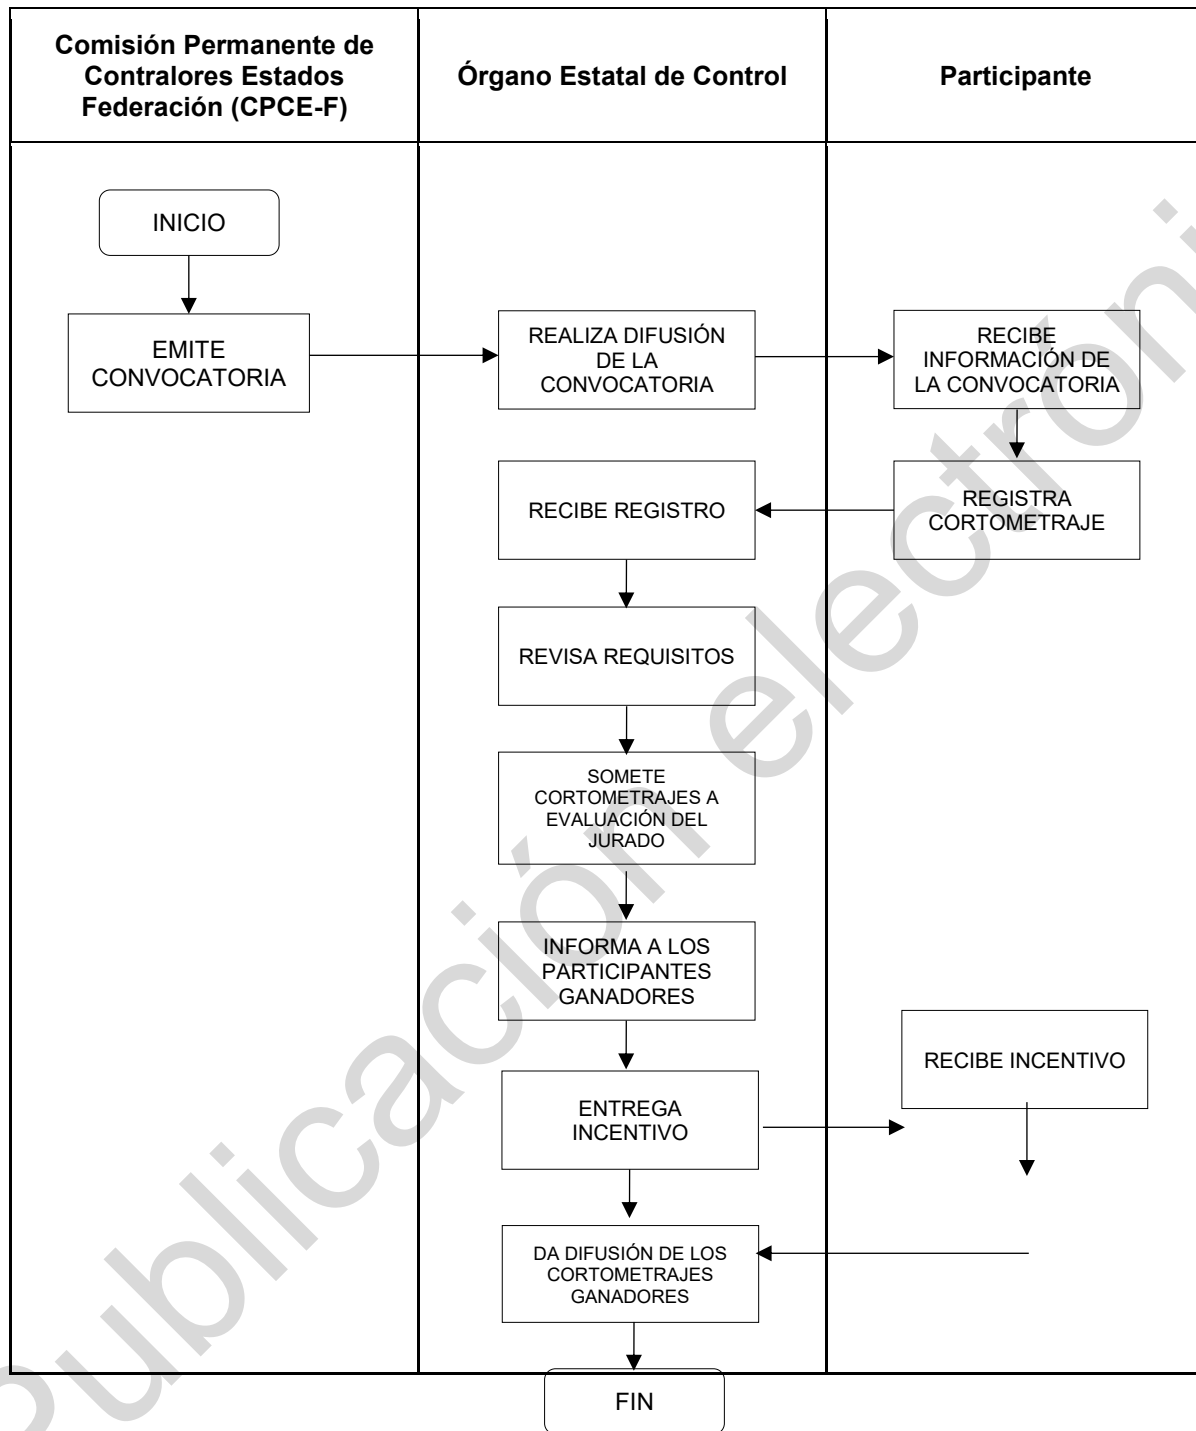 Comisión Permanente de
Contralores Estados
Federación (CPCE-F)
Órgano Estatal de Control
Participante
INICIO
EMITE
CONVOCATORIA
REALIZA DIFUSIÓN
DE LA
CONVOCATORIA
RECIBE
INFORMACIÓN DE
LA CONVOCATORIA
REGISTRA
CORTOMETRAJE
RECIBE REGISTRO
REVISA REQUISITOS
SOMETE
CORTOMETRAJES A
EVALUACIÓN DEL
JURADO
INFORMA A LOS
PARTICIPANTES
GANADORES
ENTREGA
INCENTIVO
RECIBE INCENTIVO
DA DIFUSIÓN DE LOS
CORTOMETRAJES
GANADORES
FIN
Publicación electróni